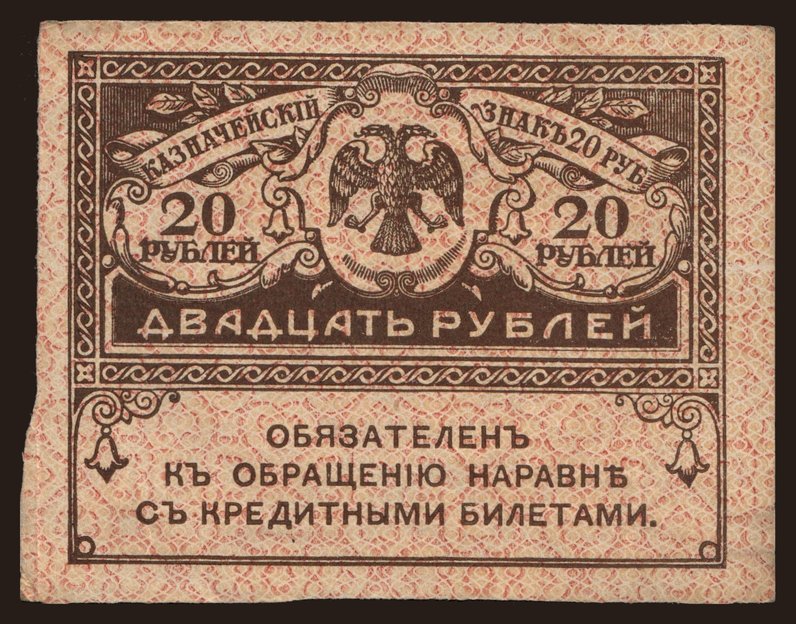 КАЗНАЧЕЙСКІЙ
ЗНАКЪ 20 РУБ
20
РУБЛЕЙ
20
РУБЛЕЙ
ДВАДЦАТЬ РУБЛЕЙ
ОБЯЗАТЕЛЕНЪ
КЪ ОБРАЩЕНІЮ НАРАВНѢ
СЪ КРЕДИТНЫМИ БИЛЕТАМИ.